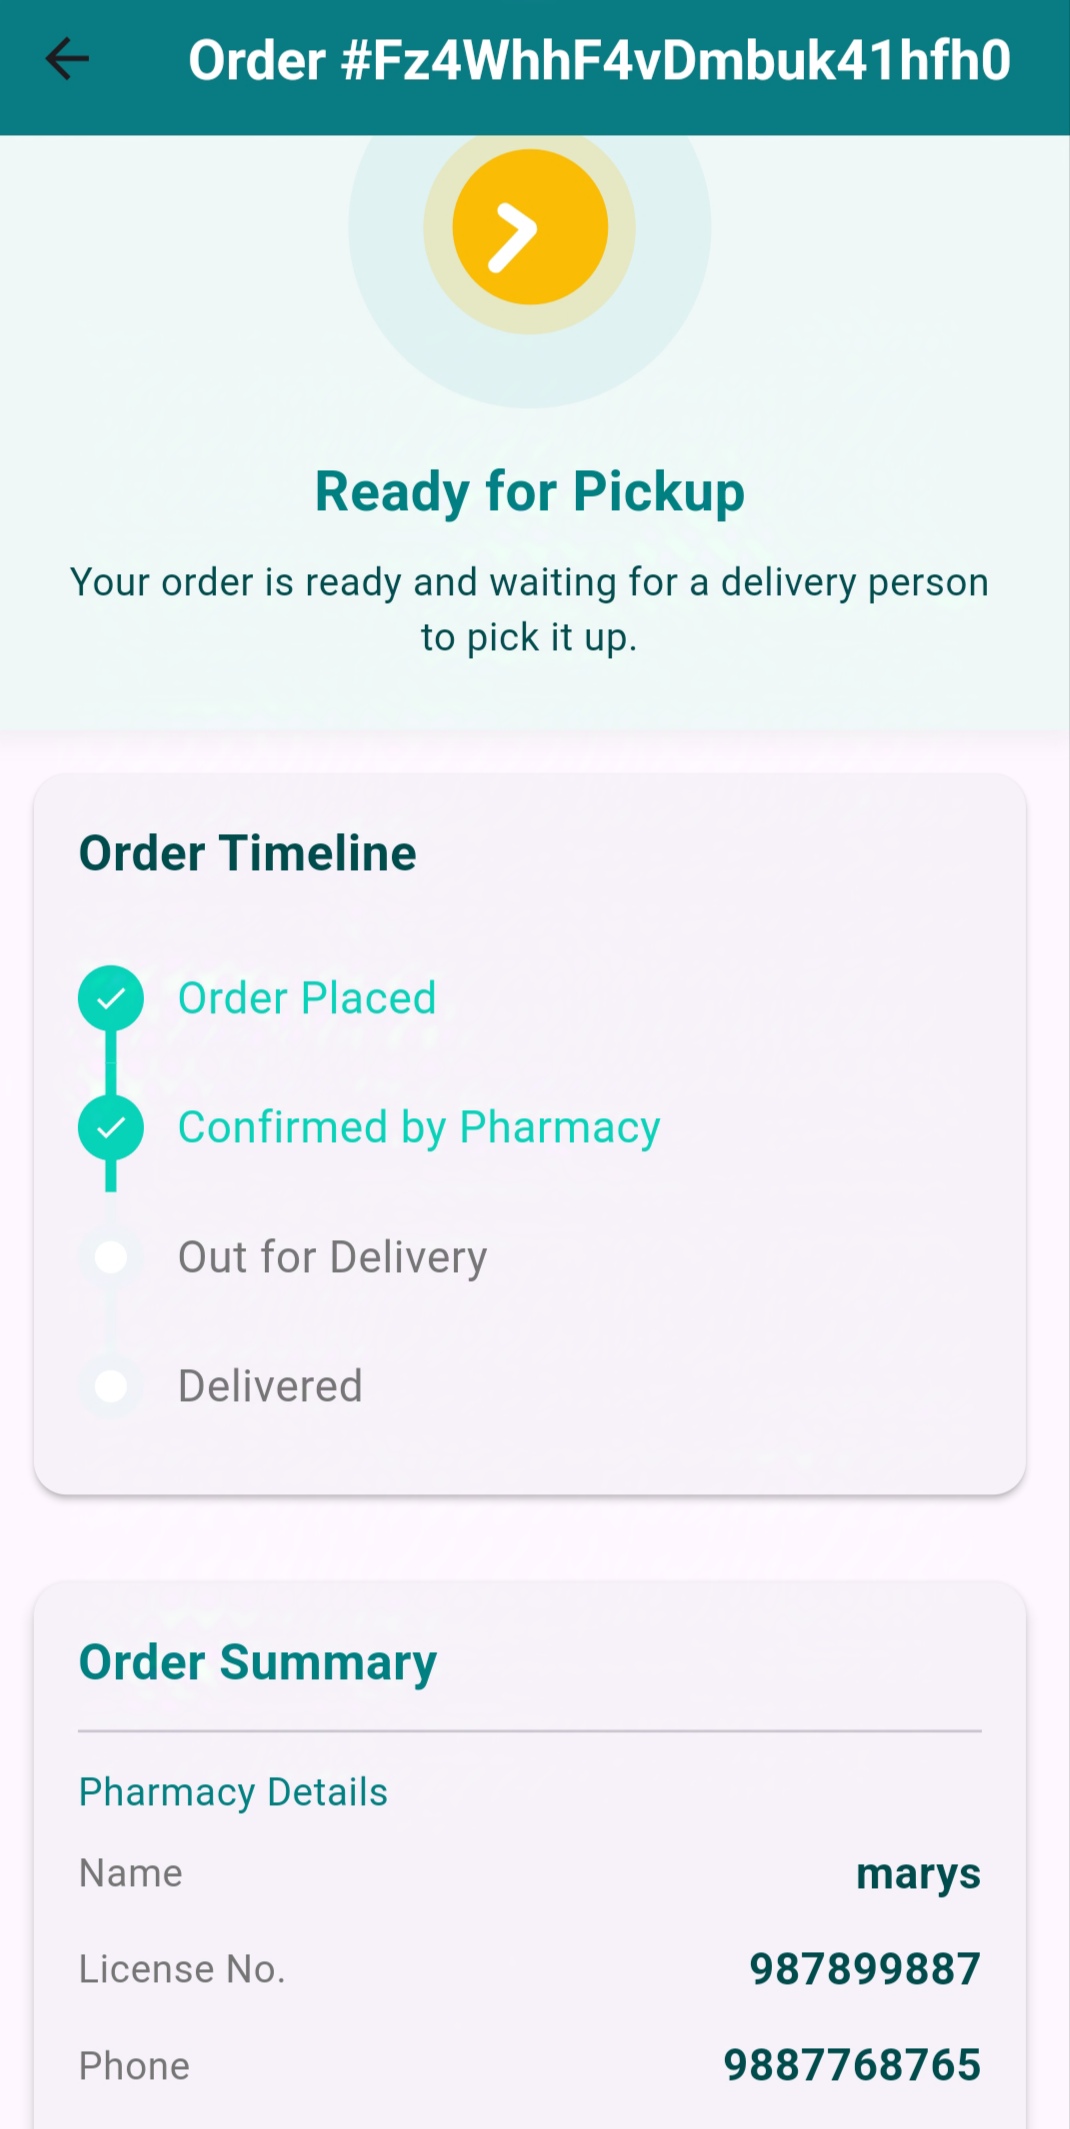 Order #Fz4WhhF4vDmbuk41hfh0
Ready for Pickup
Your order is ready and waiting for a delivery person
to pick it up.
Order Timeline
Order Placed
Confirmed by Pharmacy
Out for Delivery
Delivered
Order Summary
Pharmacy Details
Name marys
License No. 987899887
Phone 9887768765